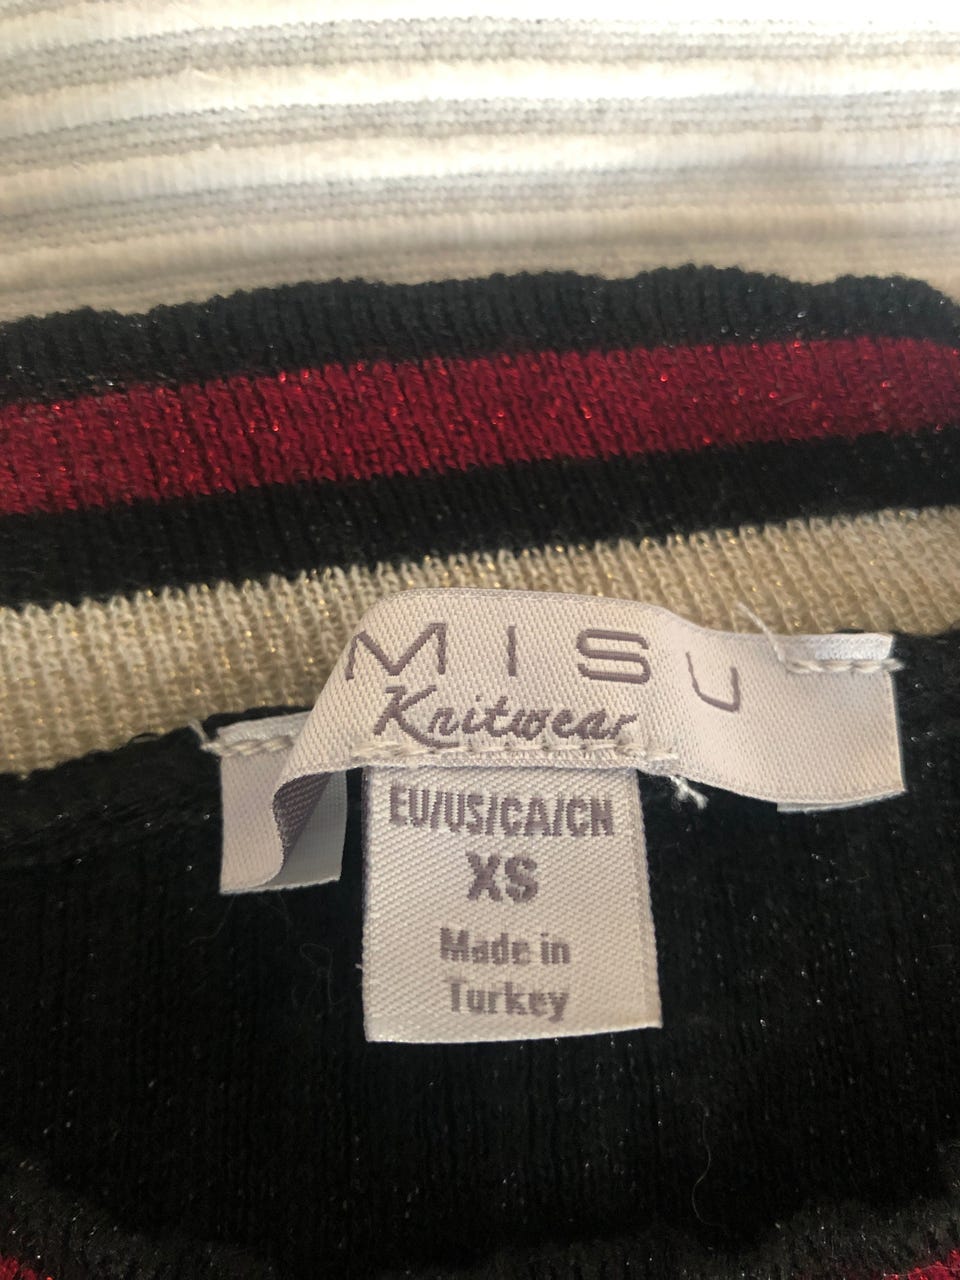 MISU
Knitwear
EU/US/CA/CN
XS
Made in
Turkey